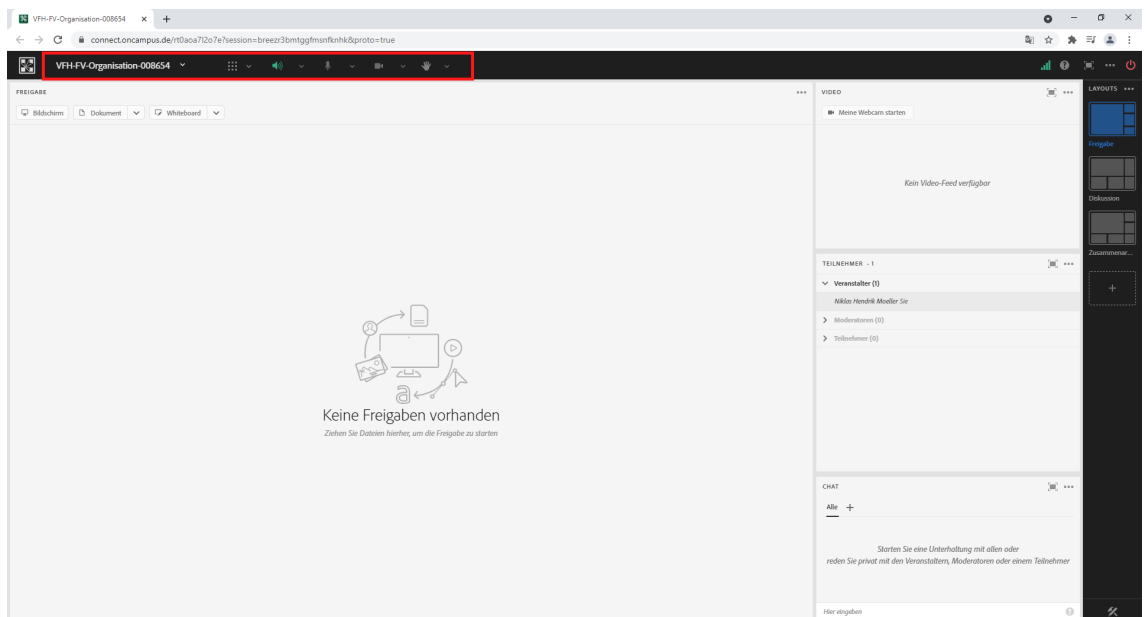 VFH-FV-Organisation-008654
connect.oncampus.de/rt0aoa7l2o7e?session=breezr3bmtggfmsnfknhk&proto=true
VFH-FV-Organisation-008654
FREIGABE
Bildschirm Dokument Whiteboard
Keine Freigaben vorhanden
Ziehen Sie Dateien hierher, um die Freigabe zu starten
VIDEO
Meine Webcam starten
Kein Video-Feed verfügbar
TEILNEHMER - 1
Veranstalter (1)
Niklas Hendrik Moeller Sie
Moderatoren (0)
Teilnehmer (0)
CHAT
Alle
Starten Sie eine Unterhaltung mit allen oder
reden Sie privat mit den Veranstaltern, Moderatoren oder einem Teilnehmer
Hier eingeben
LAYOUTS
Freigabe
Diskussion
Zusammenar...